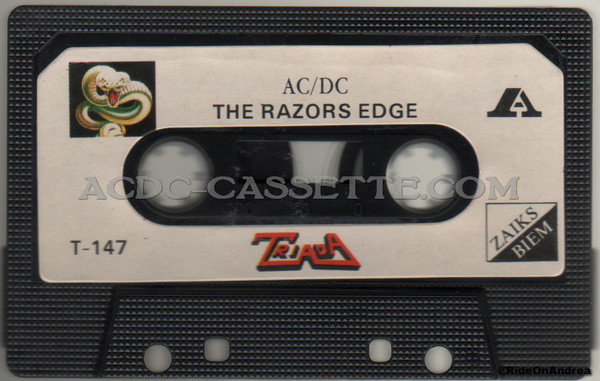 AC/DC
THE RAZORS EDGE
A
ACDC-CASSETTE.COM
T-147
TRIADA
ZAIKS
BIEM
©RideOnAndrea